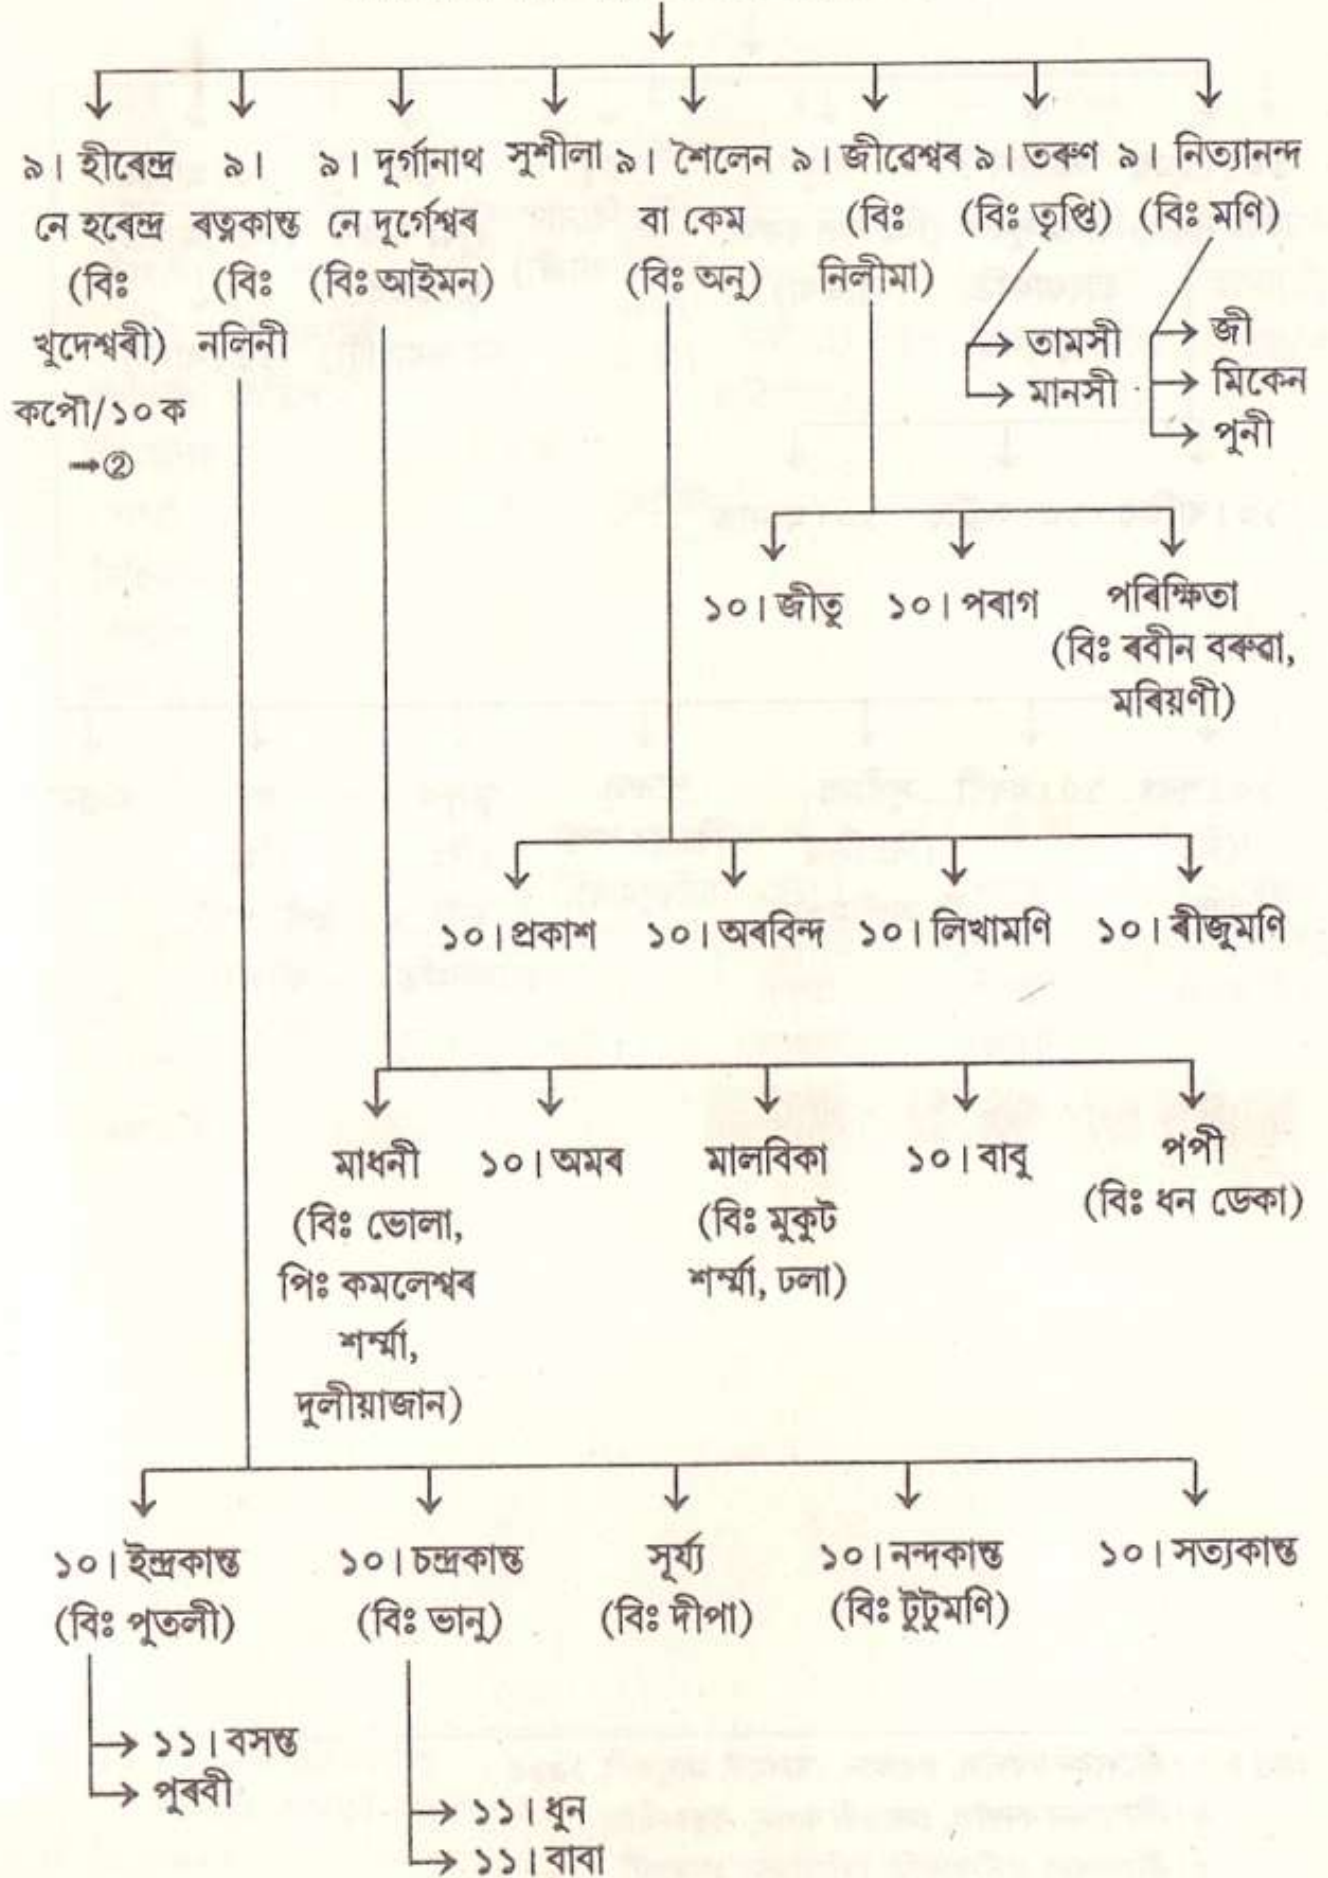 ৯। হীৰেন্দ্ৰ ৯। ৯। দূৰ্গানাথ সুশীলা ৯। শৈলেন ৯। জীৱেশ্বৰ ৯। তৰুণ ৯। নিত্যানন্দ
নে হৰেন্দ্ৰ ৰত্নকান্ত নে দূৰ্গেশ্বৰ বা কেম (বিঃ (বিঃ তৃপ্তি) (বিঃ মণি)
(বিঃ (বিঃ (বিঃ আইমন) (বিঃ অনু) নিলীমা)
খুদেশ্বৰী) নলিনী → তামসী → জী
কপৌ/১০ ক → মানসী → মিকেন
→② → পুনী
১০। জীতু ১০। পৰাগ পৰিক্ষিতা
(বিঃ ৰবীন বৰুৱা,
মৰিয়ণী)
১০। প্ৰকাশ ১০। অৰবিন্দ ১০। লিখামণি ১০। ৰীজুমণি
মাধনী ১০। অমৰ মালবিকা ১০। বাবু পপী
(বিঃ ভোলা, (বিঃ মুকুট (বিঃ ধন ডেকা)
পিঃ কমলেশ্বৰ শৰ্ম্মা, ঢলা)
শৰ্ম্মা,
দুলীয়াজান)
১০। ইন্দ্ৰকান্ত ১০। চন্দ্ৰকান্ত সূৰ্য্য ১০। নন্দকান্ত ১০। সত্যকান্ত
(বিঃ পুতলী) (বিঃ ভানু) (বিঃ দীপা) (বিঃ টুটুমণি)
→ ১১। বসন্ত
→ পুৰবী
→ ১১। ধুন
→ ১১। বাবা